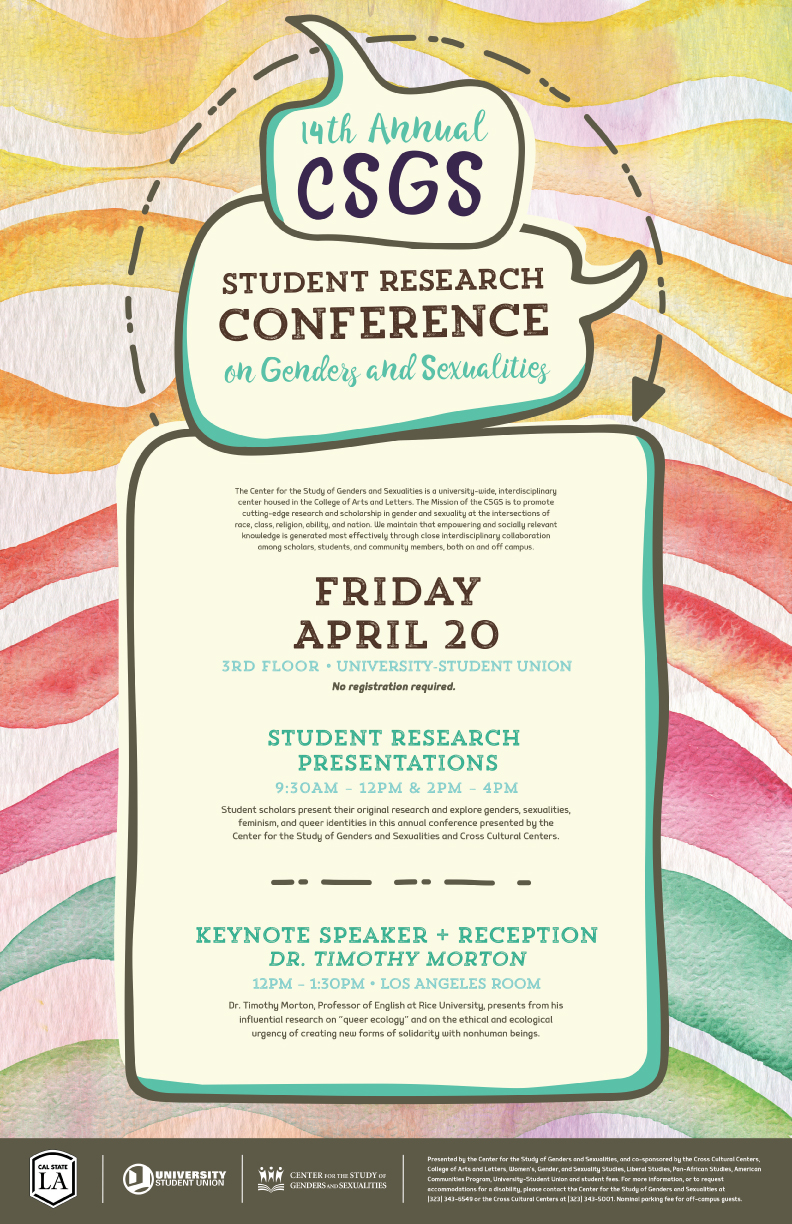 14th Annual
CSGS
STUDENT RESEARCH
CONFERENCE
on Genders and Sexualities
The Center for the Study of Genders and Sexualities is a university-wide, interdisciplinary
center housed in the College of Arts and Letters. The Mission of the CSGS is to promote
cutting-edge research and scholarship in gender and sexuality at the intersections of
race, class, religion, ability, and nation. We maintain that empowering and socially relevant
knowledge is generated most effectively through close interdisciplinary collaboration
among scholars, students, and community members, both on and off campus.
FRIDAY
APRIL 20
3RD FLOOR • UNIVERSITY-STUDENT UNION
No registration required.
STUDENT RESEARCH
PRESENTATIONS
9:30AM – 12PM & 2PM – 4PM
Student scholars present their original research and explore genders, sexualities,
feminism, and queer identities in this annual conference presented by the
Center for the Study of Genders and Sexualities and Cross Cultural Centers.
KEYNOTE SPEAKER + RECEPTION
DR. TIMOTHY MORTON
12PM – 1:30PM • LOS ANGELES ROOM
Dr. Timothy Morton, Professor of English at Rice University, presents from his
influential research on "queer ecology" and on the ethical and ecological
urgency of creating new forms of solidarity with nonhuman beings.
CAL STATE
LA
UNIVERSITY
STUDENT UNION
CENTER FOR THE STUDY OF
GENDERS AND SEXUALITIES
Presented by the Center for the Study of Genders and Sexualities, and co-sponsored by the Cross Cultural Centers,
College of Arts and Letters, Women's, Gender, and Sexuality Studies, Liberal Studies, Pan-African Studies, American
Communities Program, University-Student Union and student fees. For more information, or to request
accommodations for a disability, please contact the Center for the Study of Genders and Sexualities at
(323) 343-6549 or the Cross Cultural Centers at (323) 343-5001. Nominal parking fee for off-campus guests.